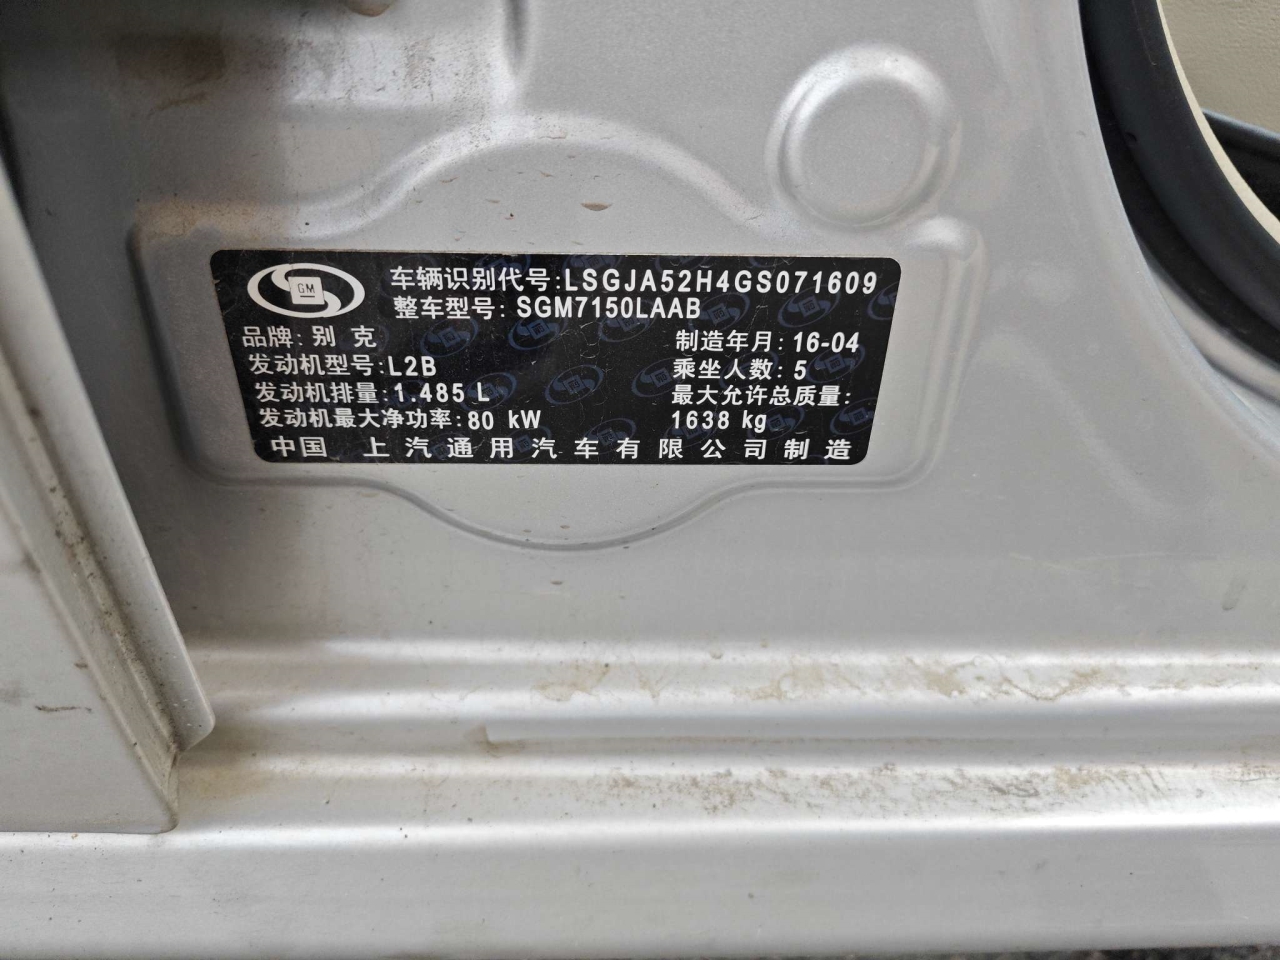 GM
车辆识别代号:LSGJA52H4GS071609
整车型号: SGM7150LAAB
品牌: 别 克
制造年月: 16-04
发动机型号: L2B
乘坐人数: 5
发动机排量: 1.485 L
最大允许总质量:
发动机最大净功率: 80 kW
1638 kg
中国 上汽通用汽车有限公司制造